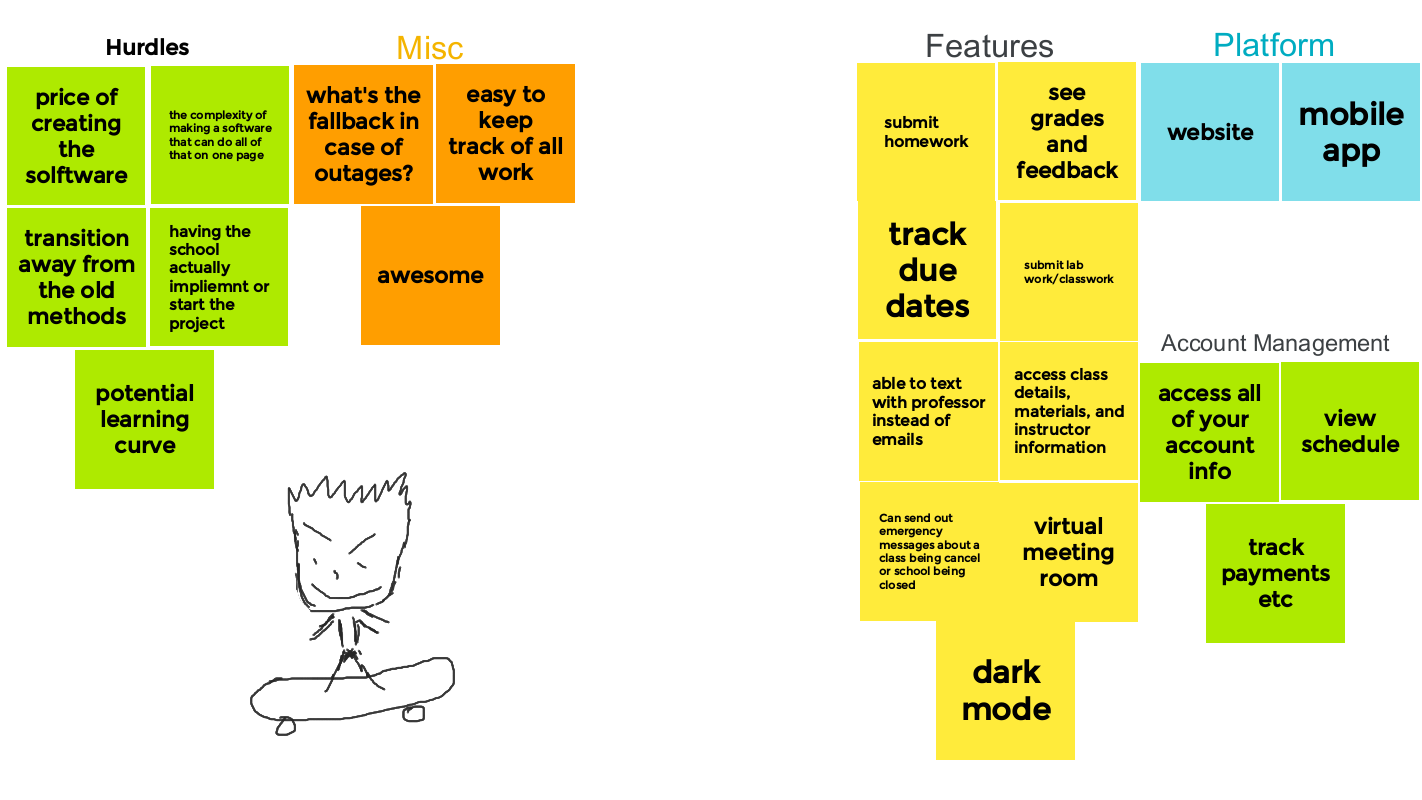 Hurdles
price of
creating
the
solftware
the complexity of
making a software
that can do all of
that on one page
transition
away from
the old
methods
having the
school
actually
impliemnt or
start the
project
potential
learning
curve
Misc
what's the
fallback in
case of
outages?
easy to
keep
track of all
work
awesome
Features
submit
homework
see
grades
and
feedback
track
due
dates
submit lab
work/classwork
able to text
with professor
instead of
emails
access class
details,
materials, and
instructor
information
Can send out
emergency
messages about a
class being cancel
or school being
closed
virtual
meeting
room
dark
mode
Platform
website
mobile
app
Account Management
access all
of your
account
info
view
schedule
track
payments
etc